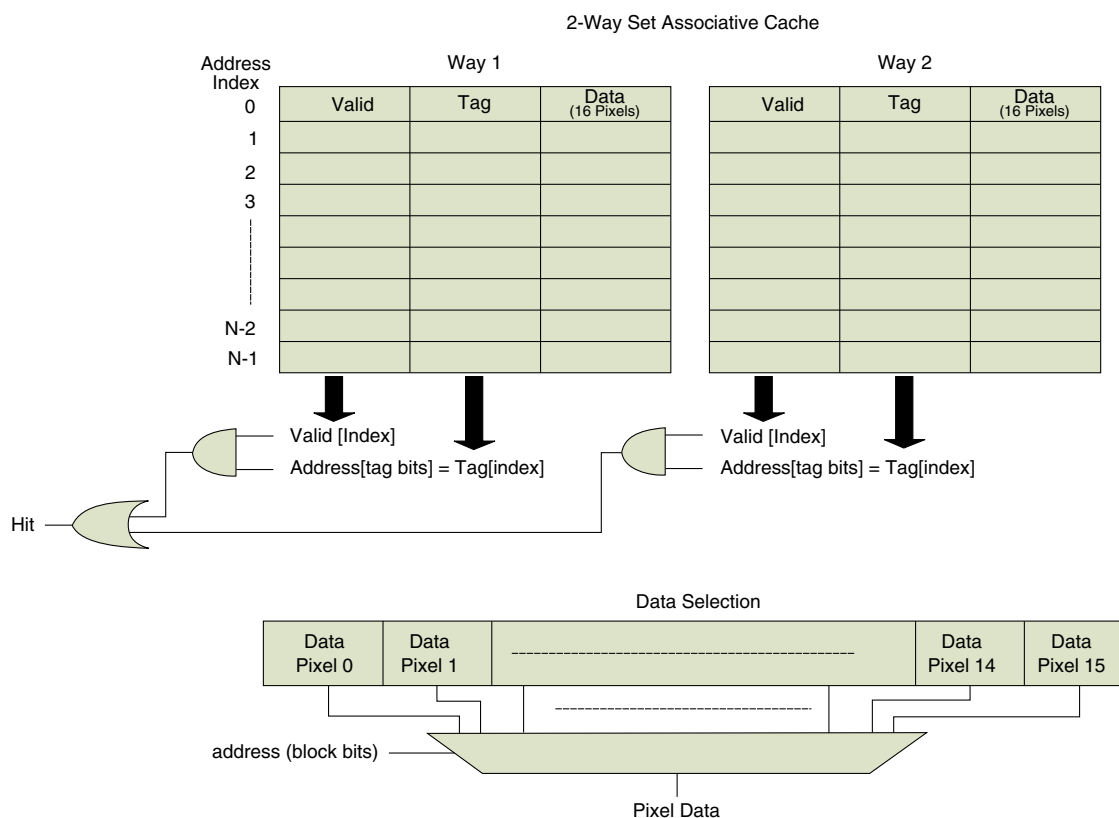 2-Way Set Associative Cache
Address
Index
Way 1
Way 2
0
Valid
Tag
Data
(16 Pixels)
Valid
Tag
Data
(16 Pixels)
1
2
3
N-2
N-1
Valid [Index]
Address[tag bits] = Tag[index]
Valid [Index]
Address[tag bits] = Tag[index]
Hit
Data Selection
Data
Pixel 0
Data
Pixel 1
Data
Pixel 14
Data
Pixel 15
address (block bits)
Pixel Data